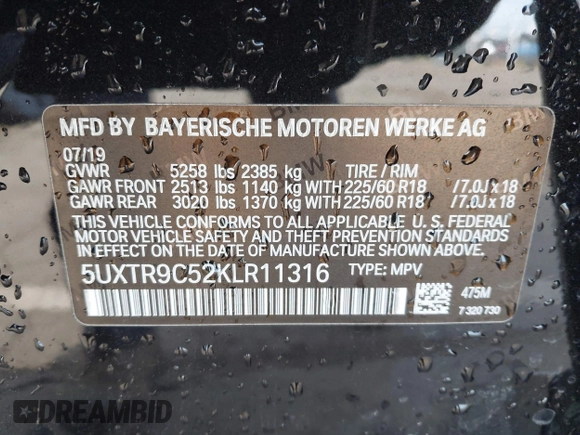 MFD BY BAYERISCHE MOTOREN WERKE AG
07/19
GVWR 5258 lbs 2385 kg TIRE / RIM
GAWR FRONT 2513 lbs 1140 kg WITH 225/60 R18 /7.0J x 18
GAWR REAR 3020 lbs 1370 kg WITH 225/60 R18 /7.0J x 18
THIS VEHICLE CONFORMS TO ALL APPLICABLE U. S. FEDERAL
MOTOR VEHICLE SAFETY AND THEFT PREVENTION STANDARDS
IN EFFECT ON THE DATE OF MANUFACTURE SHOWN ABOVE.
5UXTR9C52KLR11316 TYPE: MPV
475M
7 320 730
DREAMBID